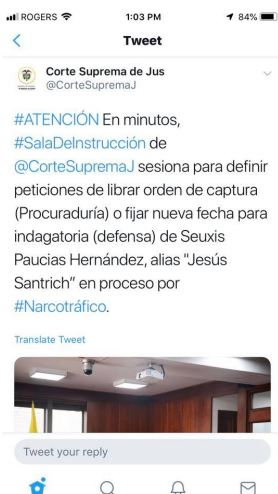 ROGERS 1:03 PM 84%
Tweet
Corte Suprema de Jus
@CorteSupremaJ
#ATENCIÓN En minutos,
#SalaDeInstrucción de
@CorteSupremaJ sesiona para definir
peticiones de librar orden de captura
(Procuraduría) o fijar nueva fecha para
indagatoria (defensa) de Seuxis
Paucias Hernández, alias "Jesús
Santrich” en proceso por
#Narcotráfico.
Translate Tweet
Tweet your reply